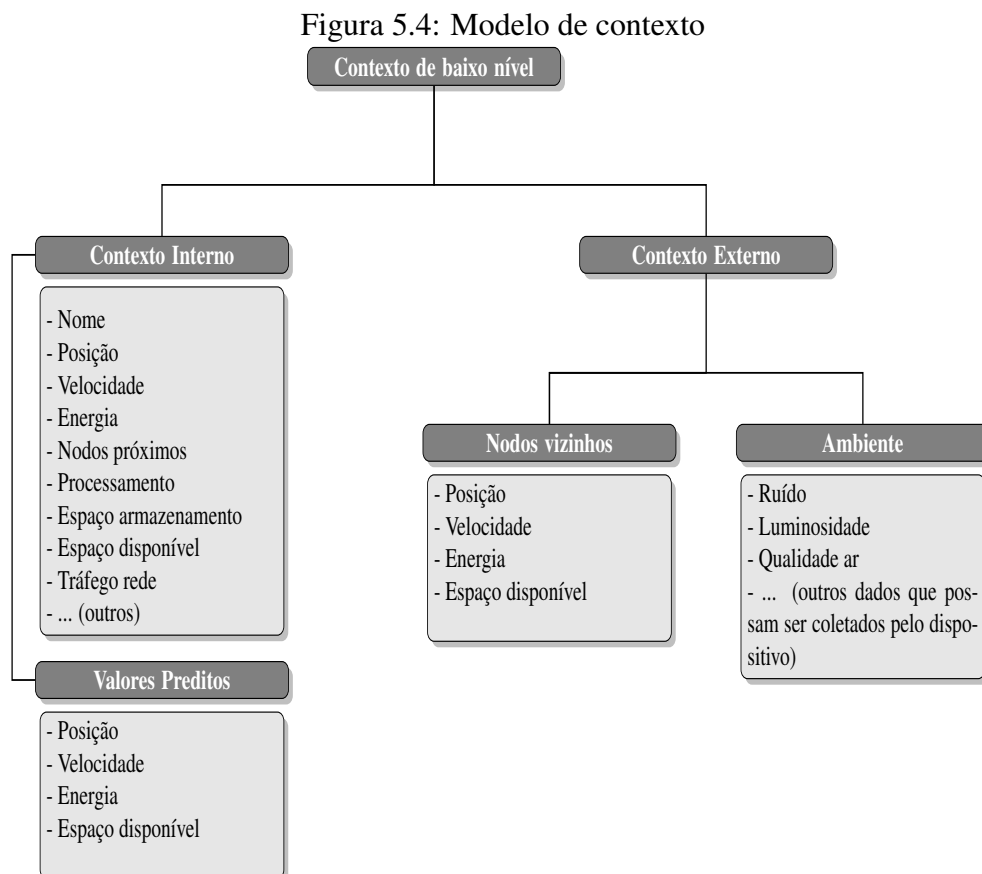 Figura 5.4: Modelo de contexto
Contexto de baixo nível
Contexto Interno
- Nome
- Posição
- Velocidade
- Energia
- Nodos próximos
- Processamento
- Espaço armazenamento
- Espaço disponível
- Tráfego rede
- ... (outros)
Valores Preditos
- Posição
- Velocidade
- Energia
- Espaço disponível
Contexto Externo
Nodos vizinhos
- Posição
- Velocidade
- Energia
- Espaço disponível
Ambiente
- Ruído
- Luminosidade
- Qualidade ar
- ... (outros dados que pos-
sam ser coletados pelo dispo-
sitivo)